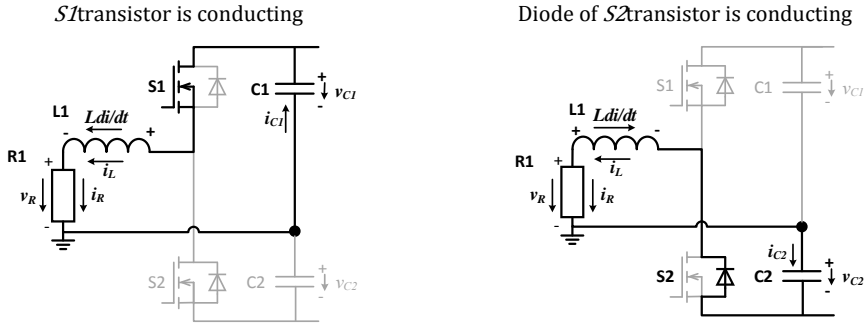 S1transistor is conducting
Diode of S2transistor is conducting
S1
C1
+
-
vC1
iC1
L1
Ldi/dt
-
+
iL
R1
+
vR
iR
-
S2
C2
+
-
vC2
S1
C1
+
-
vC1
L1
Ldi/dt
+
-
iL
R1
+
vR
iR
-
iC2
S2
C2
+
-
vC2